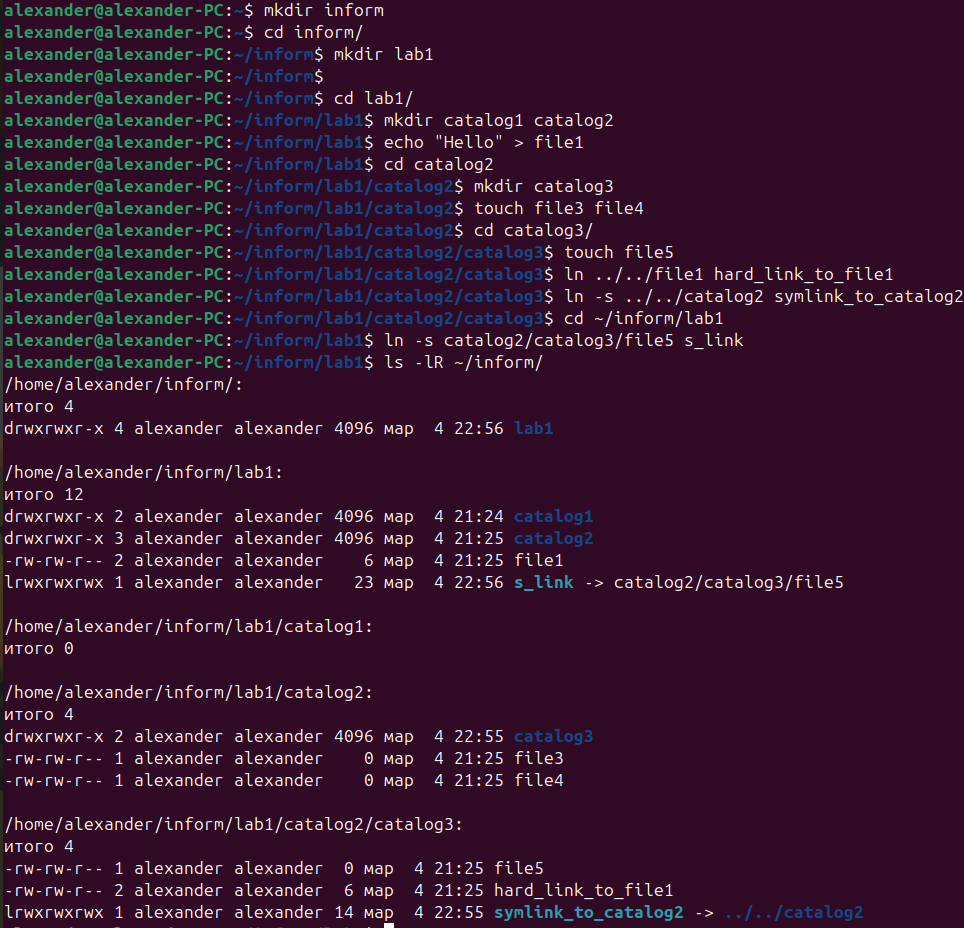 alexander@alexander-PC:~$ mkdir inform
alexander@alexander-PC:~$ cd inform/
alexander@alexander-PC:~/inform$ mkdir lab1
alexander@alexander-PC:~/inform$
alexander@alexander-PC:~/inform$ cd lab1/
alexander@alexander-PC:~/inform/lab1$ mkdir catalog1 catalog2
alexander@alexander-PC:~/inform/lab1$ echo "Hello" > file1
alexander@alexander-PC:~/inform/lab1$ cd catalog2
alexander@alexander-PC:~/inform/lab1/catalog2$ mkdir catalog3
alexander@alexander-PC:~/inform/lab1/catalog2$ touch file3 file4
alexander@alexander-PC:~/inform/lab1/catalog2$ cd catalog3/
alexander@alexander-PC:~/inform/lab1/catalog2/catalog3$ touch file5
alexander@alexander-PC:~/inform/lab1/catalog2/catalog3$ ln ../../file1 hard_link_to_file1
alexander@alexander-PC:~/inform/lab1/catalog2/catalog3$ ln -s ../../catalog2 symlink_to_catalog2
alexander@alexander-PC:~/inform/lab1/catalog2/catalog3$ cd ~/inform/lab1
alexander@alexander-PC:~/inform/lab1$ ln -s catalog2/catalog3/file5 s_link
alexander@alexander-PC:~/inform/lab1$ ls -lR ~/inform/
/home/alexander/inform/:
итого 4
drwxrwxr-x 4 alexander alexander 4096 мар  4 22:56 lab1
/home/alexander/inform/lab1:
итого 12
drwxrwxr-x 2 alexander alexander 4096 мар  4 21:24 catalog1
drwxrwxr-x 3 alexander alexander 4096 мар  4 21:25 catalog2
-rw-rw-r-- 2 alexander alexander    6 мар  4 21:25 file1
lrwxrwxrwx 1 alexander alexander   23 мар  4 22:56 s_link -> catalog2/catalog3/file5
/home/alexander/inform/lab1/catalog1:
итого 0
/home/alexander/inform/lab1/catalog2:
итого 4
drwxrwxr-x 2 alexander alexander 4096 мар  4 22:55 catalog3
-rw-rw-r-- 1 alexander alexander    0 мар  4 21:25 file3
-rw-rw-r-- 1 alexander alexander    0 мар  4 21:25 file4
/home/alexander/inform/lab1/catalog2/catalog3:
итого 4
-rw-rw-r-- 1 alexander alexander  0 мар  4 21:25 file5
-rw-rw-r-- 2 alexander alexander  6 мар  4 21:25 hard_link_to_file1
lrwxrwxrwx 1 alexander alexander 14 мар  4 22:55 symlink_to_catalog2 -> ../../catalog2